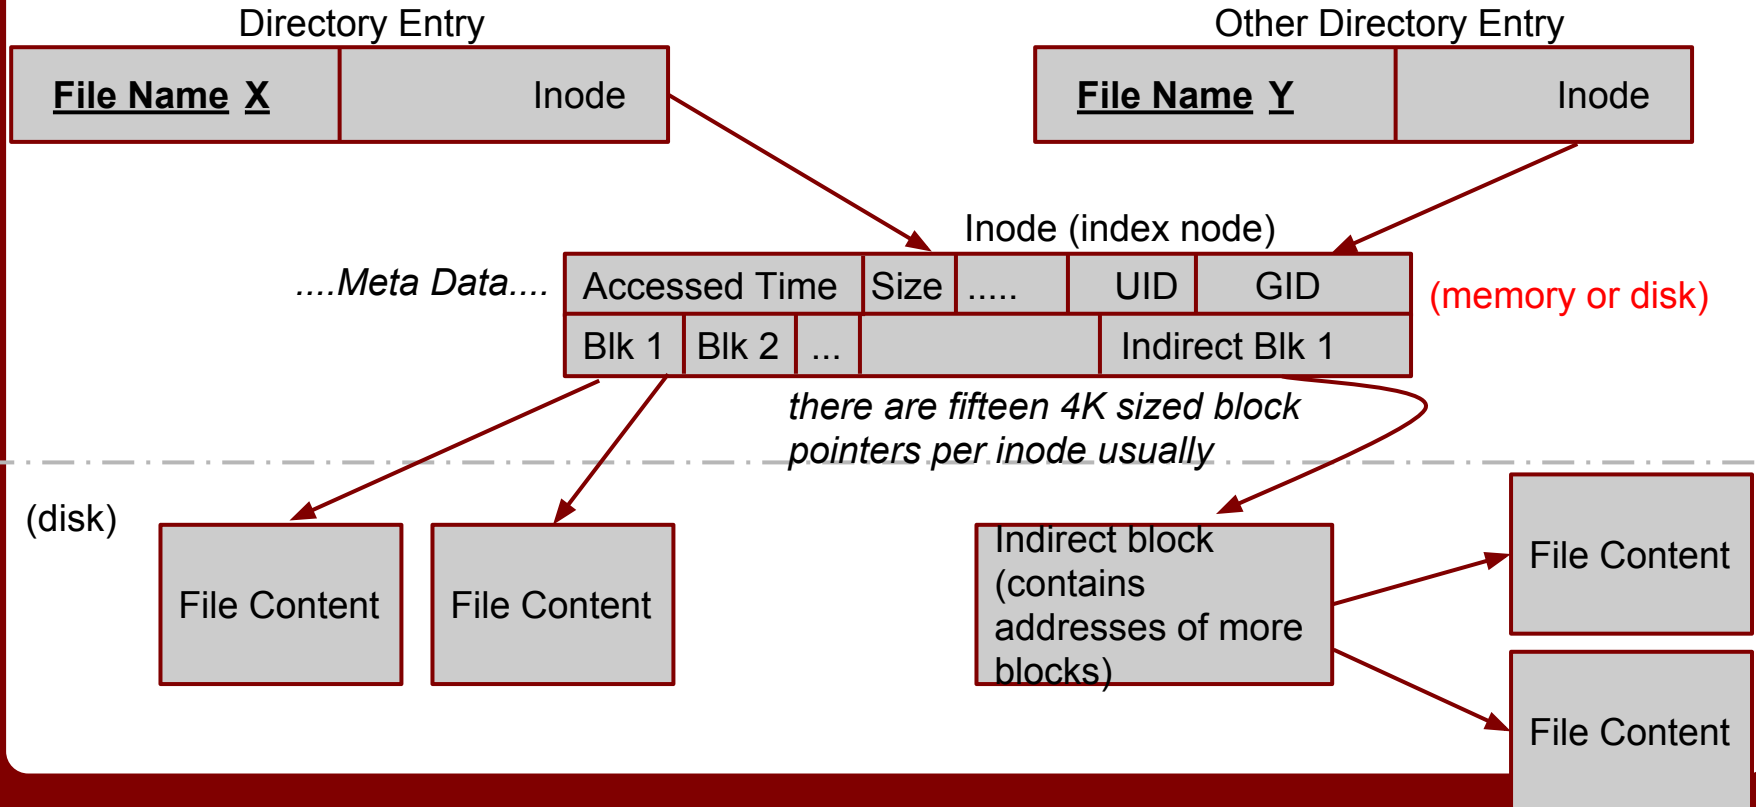 Directory Entry
Other Directory Entry
File Name X
Inode
File Name Y
Inode
Inode (index node)
....Meta Data....
Accessed Time
Size
.....
UID
GID
(memory or disk)
Blk 1
Blk 2
...
Indirect Blk 1
there are fifteen 4K sized block
pointers per inode usually
(disk)
File Content
File Content
Indirect block
(contains
addresses of more
blocks)
File Content
File Content